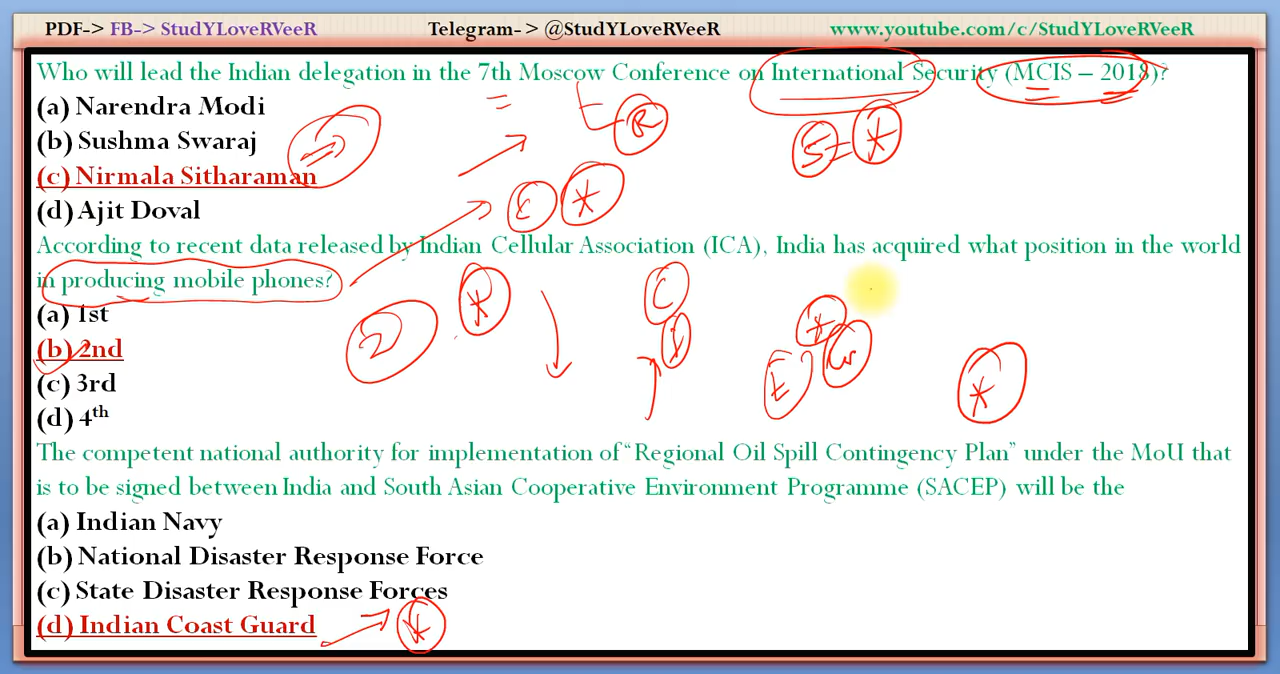 PDF-> FB-> StudYLoveRVeeR Telegram- > @StudYLoveRVeeR www.youtube.com/c/StudYLoveRVeeR
Who will lead the Indian delegation in the 7th Moscow Conference on International Security (MCIS – 2018)?
(a) Narendra Modi
(b) Sushma Swaraj
(c) Nirmala Sitharaman
(d) Ajit Doval
According to recent data released by Indian Cellular Association (ICA), India has acquired what position in the world
in producing mobile phones?
(a) 1st
(b) 2nd
(c) 3rd
(d) 4th
The competent national authority for implementation of “Regional Oil Spill Contingency Plan” under the MoU that
is to be signed between India and South Asian Cooperative Environment Programme (SACEP) will be the
(a) Indian Navy
(b) National Disaster Response Force
(c) State Disaster Response Forces
(d) Indian Coast Guard